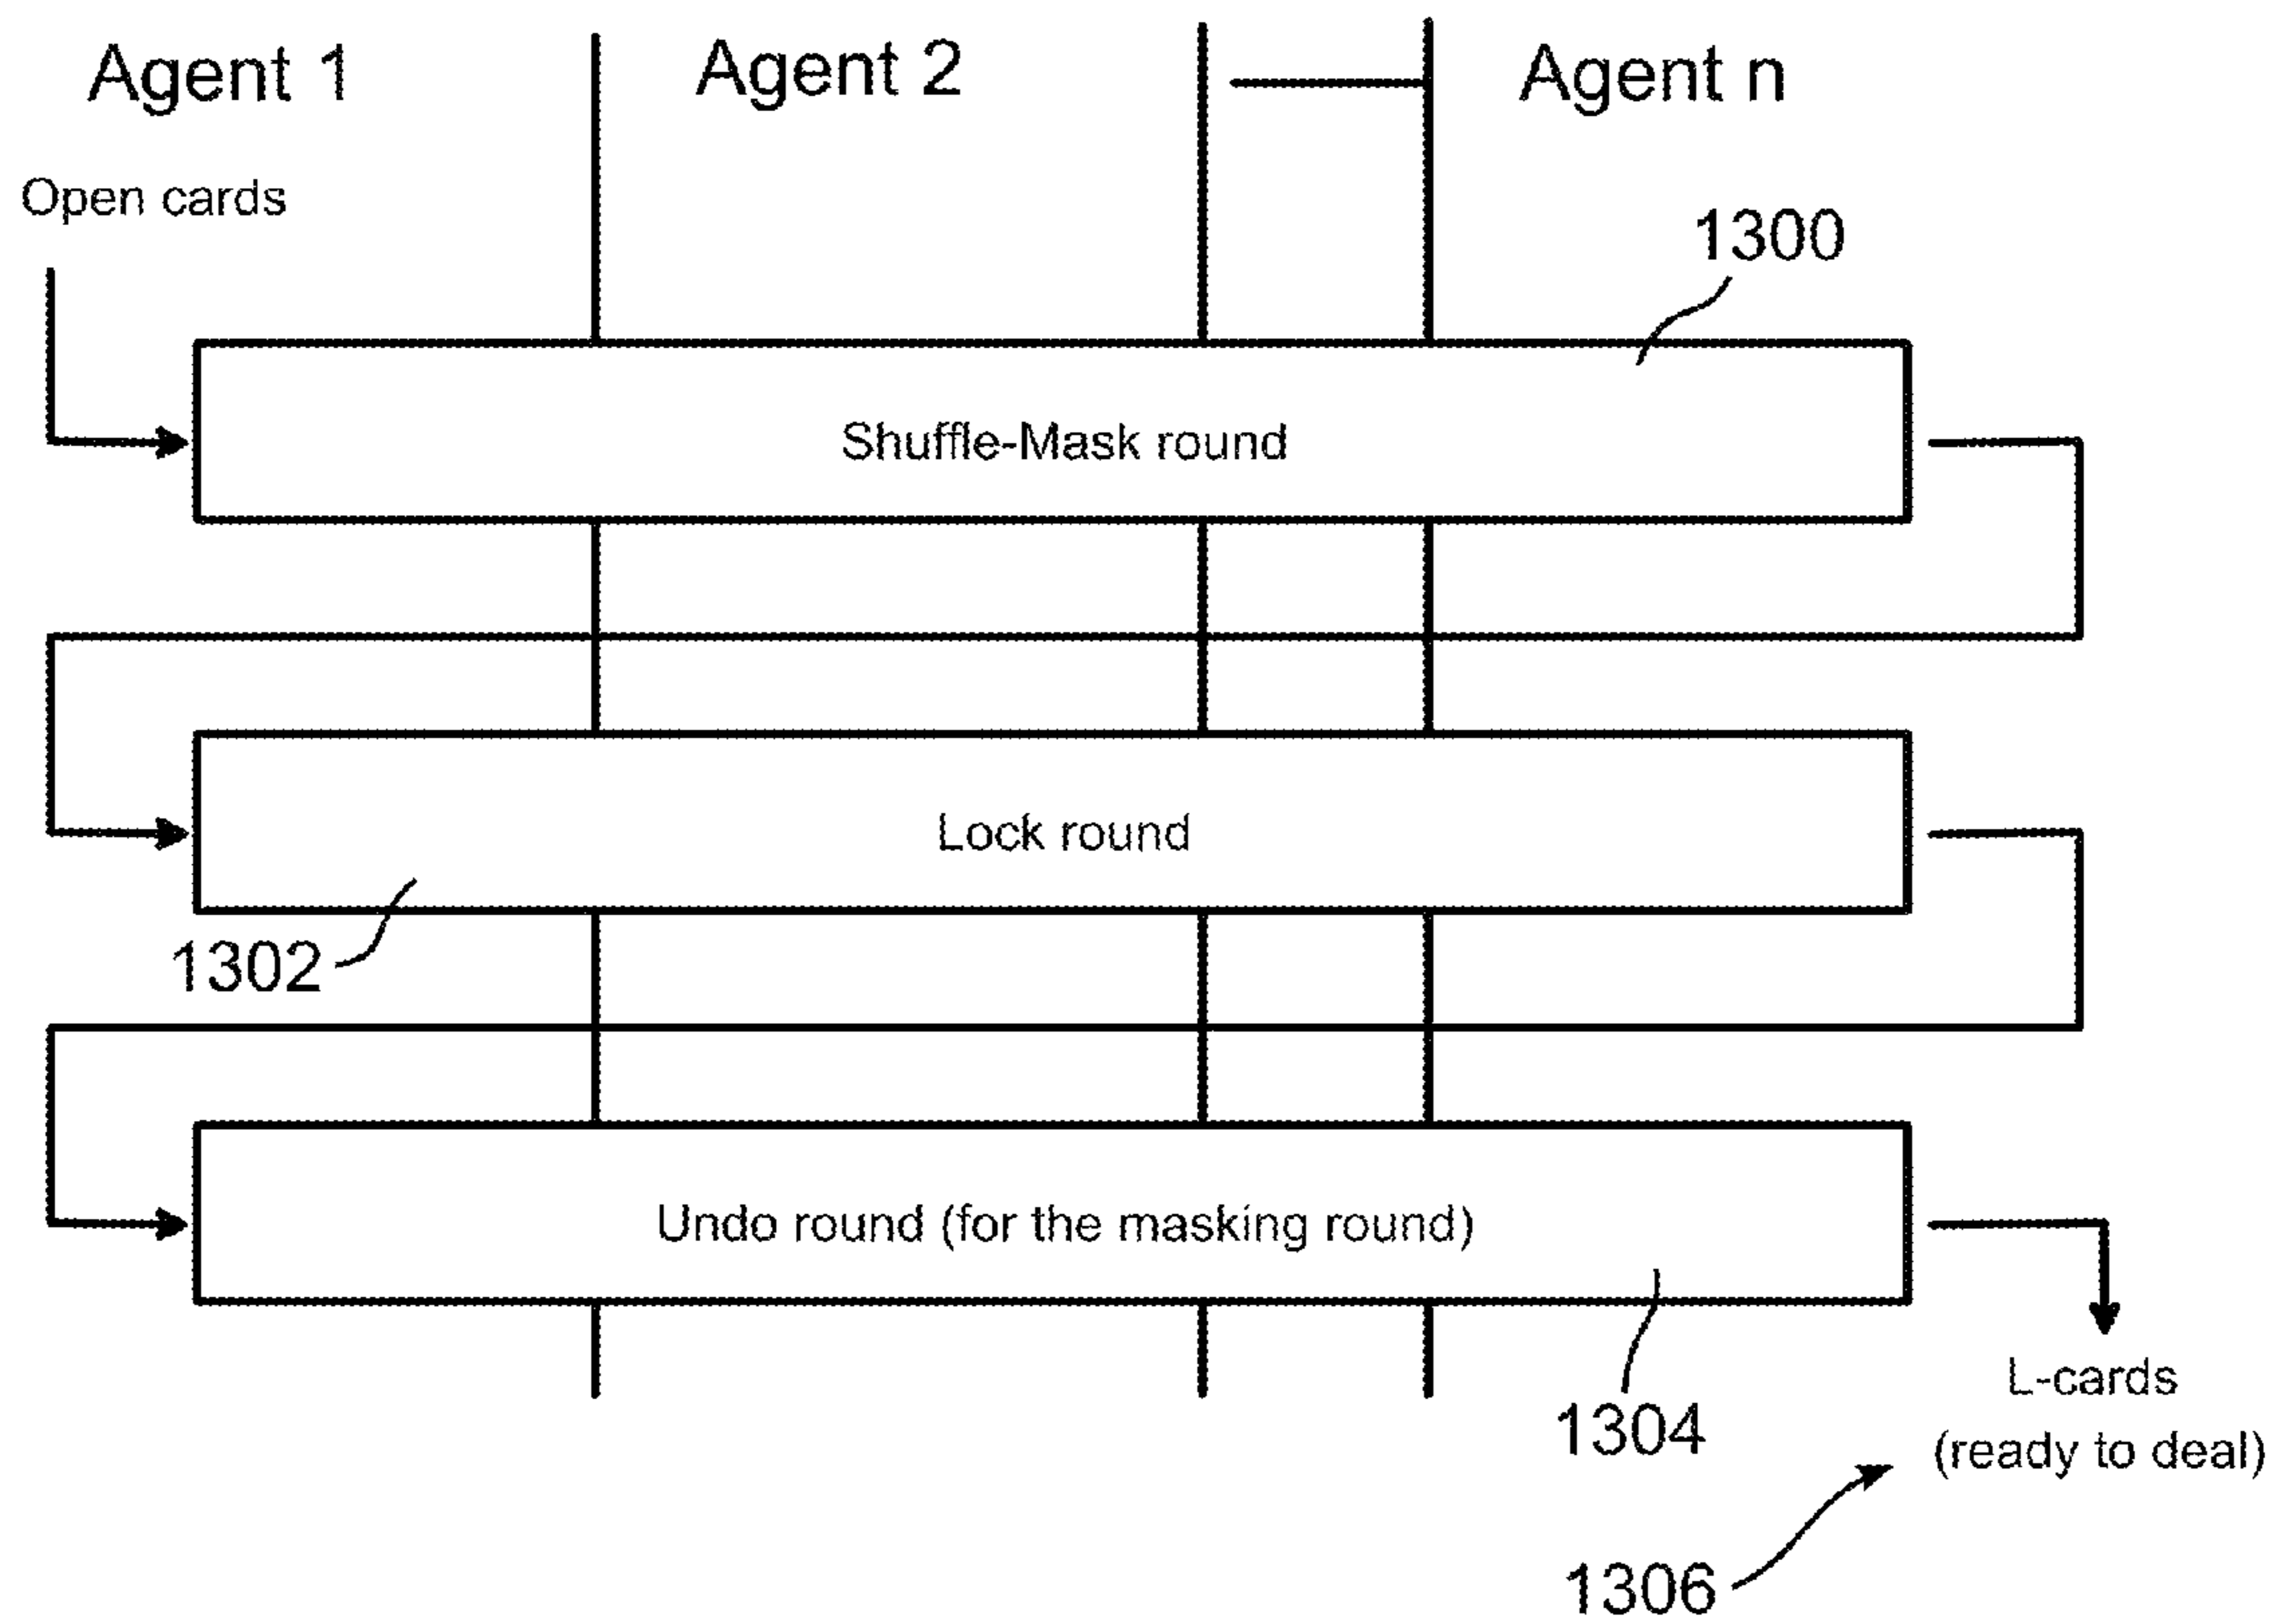 Agent 1
Agent 2
Agent n
Open cards
1300
Shuffle-Mask round
Lock round
1302
Undo round (for the masking round)
1304
L-cards
(ready to deal)
1306